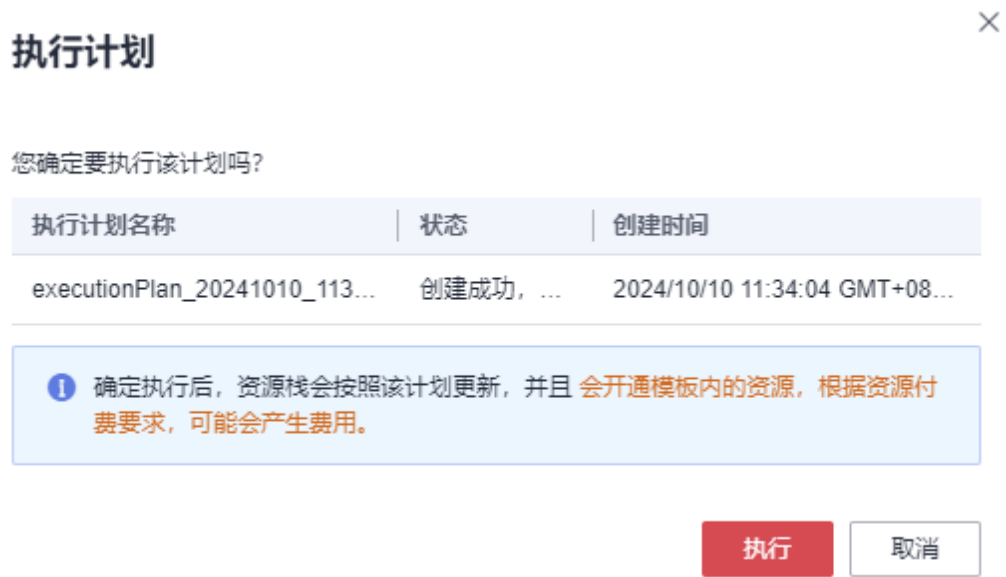 执行计划
您确定要执行该计划吗?
执行计划名称 状态 创建时间
executionPlan_20241010_113... 创建成功，... 2024/10/10 11:34:04 GMT+08...
确定执行后，资源栈会按照该计划更新，并且 会开通模板内的资源，根据资源付
费要求，可能会产生费用。
执行 取消